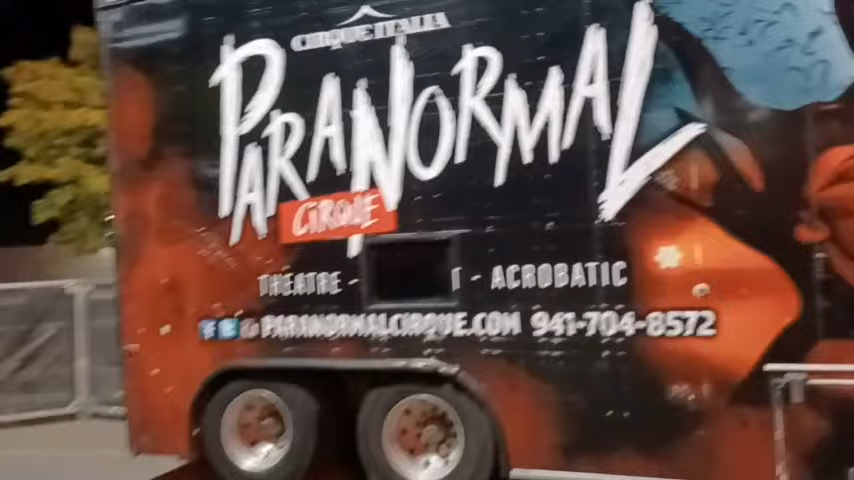 CIRQUE ITALIA
PARANORMAL
CIRQUE
THEATRE - T - ACROBATIC
PARANORMALCIRQUE.COM 941-704-8572